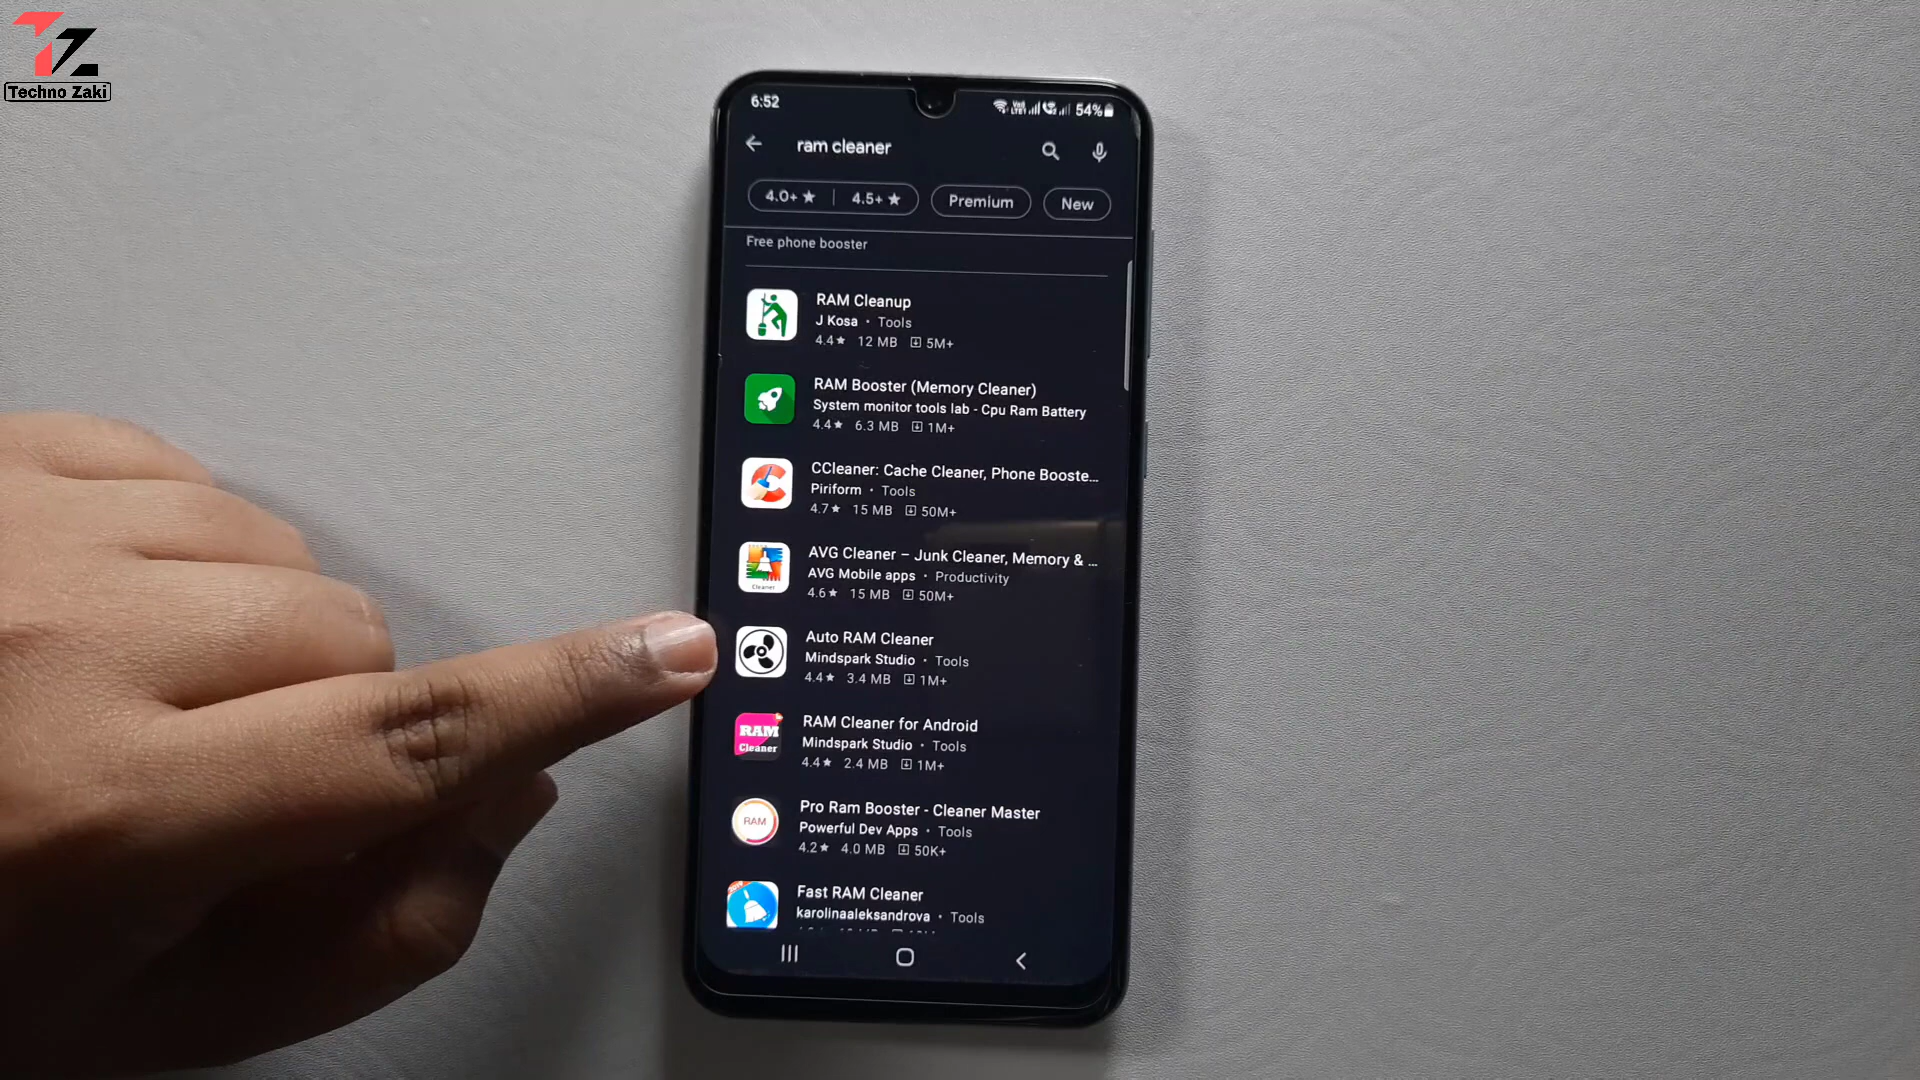 TZ
Techno Zaki
6:52
54%
ram cleaner
4.0+ ★ | 4.5+ ★
Premium
New
Free phone booster
RAM Cleanup
J Kosa • Tools
4.4★ 12 MB 5M+
RAM Booster (Memory Cleaner)
System monitor tools lab - Cpu Ram Battery
4.4★ 6.3 MB 1M+
CCleaner: Cache Cleaner, Phone Booste...
Piriform • Tools
4.7★ 15 MB 50M+
Cleaner
AVG Cleaner – Junk Cleaner, Memory & ...
AVG Mobile apps • Productivity
4.6★ 15 MB 50M+
Auto RAM Cleaner
Mindspark Studio • Tools
4.4★ 3.4 MB 1M+
RAM
Cleaner
RAM Cleaner for Android
Mindspark Studio • Tools
4.4★ 2.4 MB 1M+
RAM
Pro Ram Booster - Cleaner Master
Powerful Dev Apps • Tools
4.2★ 4.0 MB 50K+
Fast RAM Cleaner
karolinaaleksandrova • Tools